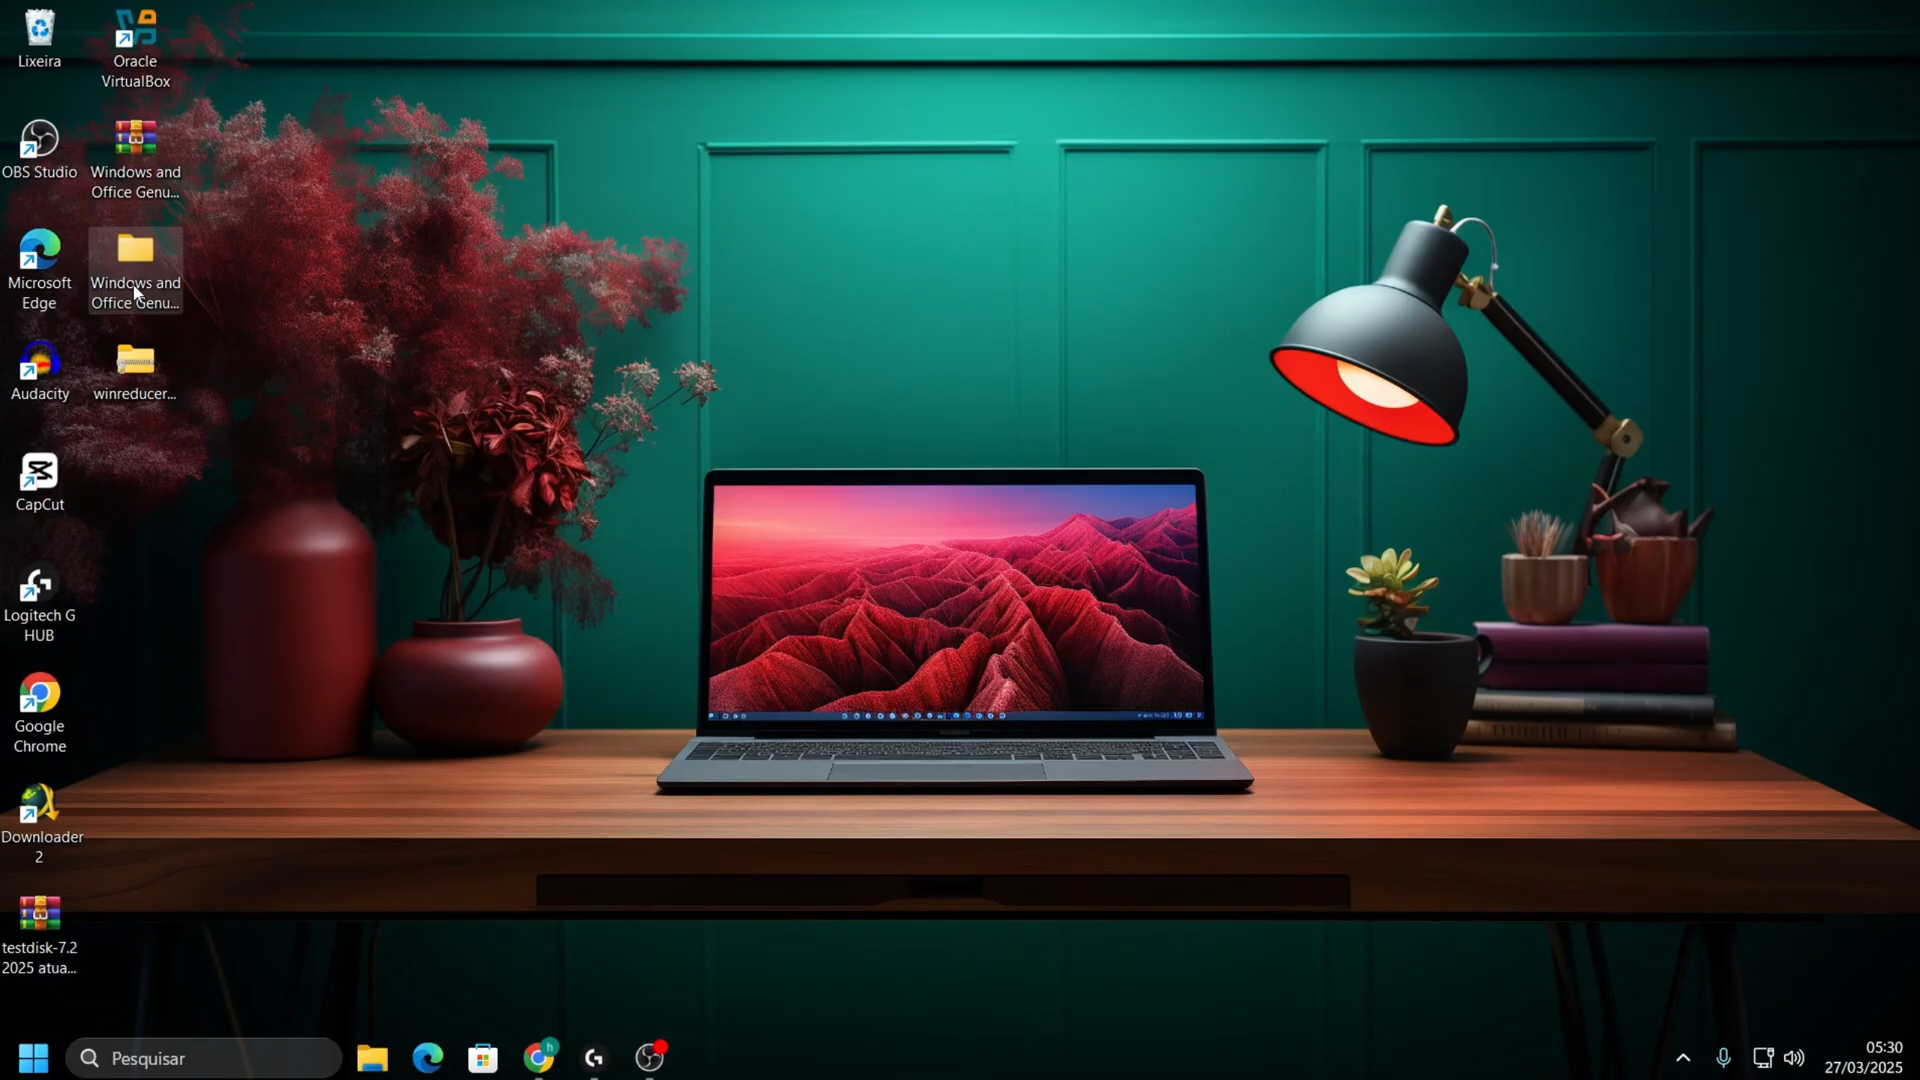 Lixeira
Oracle
VirtualBox
OBS Studio
Windows and
Office Genu...
Microsoft
Edge
Windows and
Office Genu...
Audacity
winreducer...
CapCut
Logitech G
HUB
Google
Chrome
Downloader
2
testdisk-7.2
2025 atua...
Pesquisar
05:30
27/03/2025